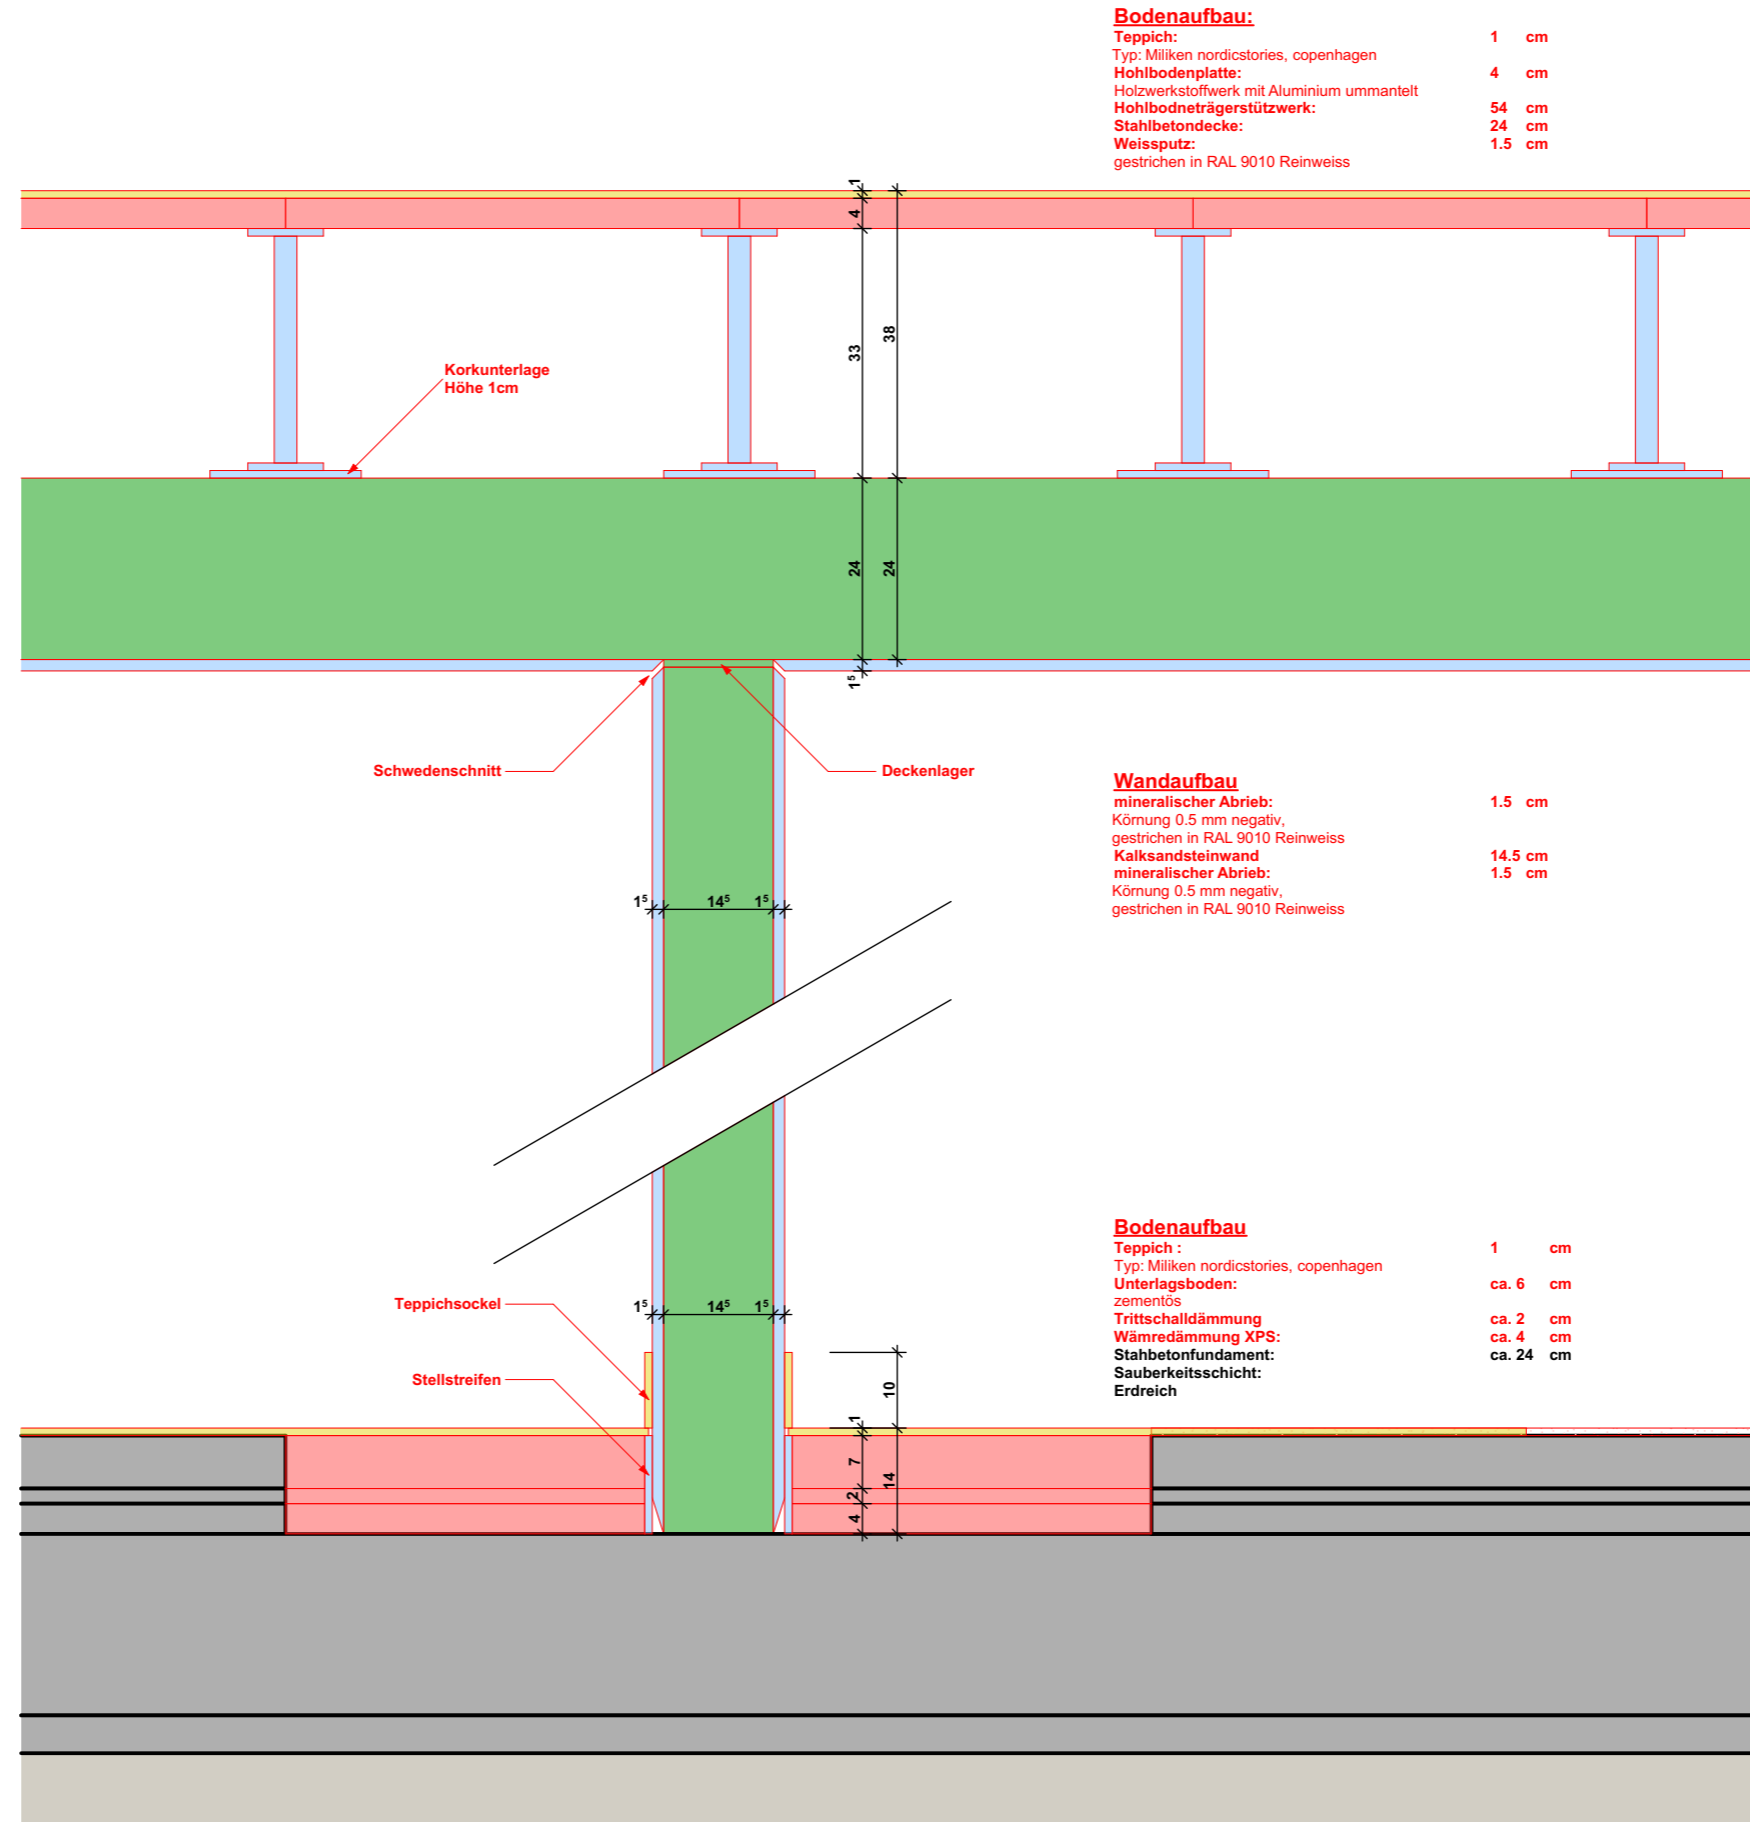 Bodenaufbau:
Teppich: 1 cm
Typ: Miliken nordicstories, copenhagen
Hohlbodenplatte: 4 cm
Holzwerkstoffwerk mit Aluminium ummantelt
Hohlbodneträgerstützwerk: 54 cm
Stahlbetondecke: 24 cm
Weissputz: 1.5 cm
gestrichen in RAL 9010 Reinweiss
1
4
33
38
Korkunterlage
Höhe 1cm
24
24
1⁵
Schwedenschnitt
Deckenlager
Wandaufbau
mineralischer Abrieb: 1.5 cm
Körnung 0.5 mm negativ,
gestrichen in RAL 9010 Reinweiss
Kalksandsteinwand 14.5 cm
mineralischer Abrieb: 1.5 cm
Körnung 0.5 mm negativ,
gestrichen in RAL 9010 Reinweiss
1⁵ 14⁵ 1⁵
Bodenaufbau
Teppich : 1 cm
Typ: Miliken nordicstories, copenhagen
Unterlagsboden: ca. 6 cm
zementös
Trittschalldämmung ca. 2 cm
Wämredämmung XPS: ca. 4 cm
Stahbetonfundament: ca. 24 cm
Sauberkeitsschicht:
Erdreich
Teppichsockel
1⁵ 14⁵ 1⁵
Stellstreifen
10
1
7
2
4
14